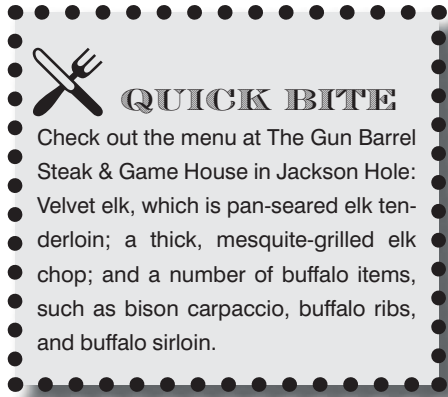 QUICK BITE
Check out the menu at The Gun Barrel
Steak & Game House in Jackson Hole:
Velvet elk, which is pan-seared elk ten-
derloin; a thick, mesquite-grilled elk
chop; and a number of buffalo items,
such as bison carpaccio, buffalo ribs,
and buffalo sirloin.